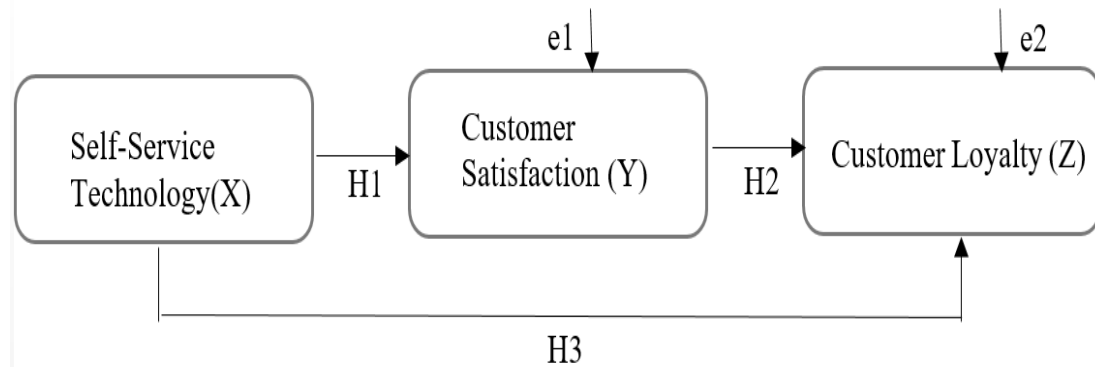 e1
e2
Self-Service
Technology(X)
H1
Customer
Satisfaction (Y)
H2
Customer Loyalty (Z)
H3